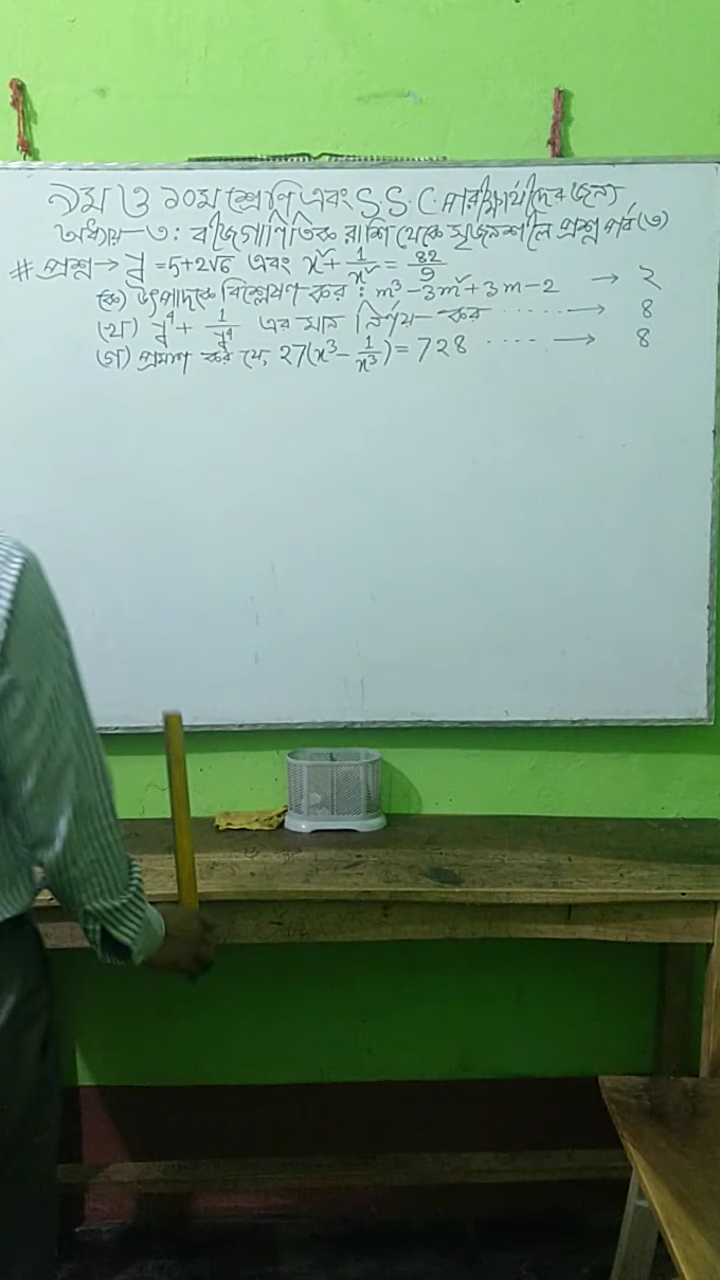 ৯ম ও ১০ম শ্রেণি এবং S.S.C. পরীক্ষার্থীদের জন্য
অধ্যায়-৩: বীজগাণিতিক রাশি থেকে সৃজনশীল প্রশ্ন পর্ব (৩)
# প্রশ্ন → y = 5+2√6 এবং x² + 1/x² = 82/9
(ক) উৎপাদকে বিশ্লেষণ কর: m³ - 3m² + 3m - 2 → ২
(খ) y⁴ + 1/y⁴ এর মান নির্ণয় কর ...... → ৪
(গ) প্রমাণ কর যে, 27(x³ - 1/x³) = 728 ..... → ৪